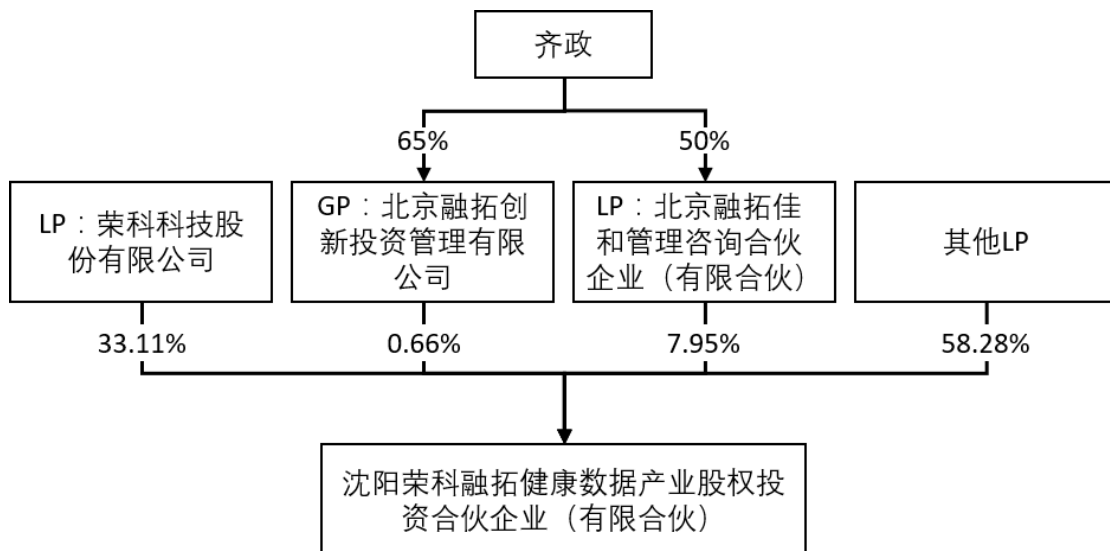 齐政
65%
50%
LP：荣科科技股
份有限公司
GP：北京融拓创
新投资管理有限
公司
LP：北京融拓佳
和管理咨询合伙
企业（有限合伙）
其他LP
33.11%
0.66%
7.95%
58.28%
沈阳荣科融拓健康数据产业股权投
资合伙企业（有限合伙）